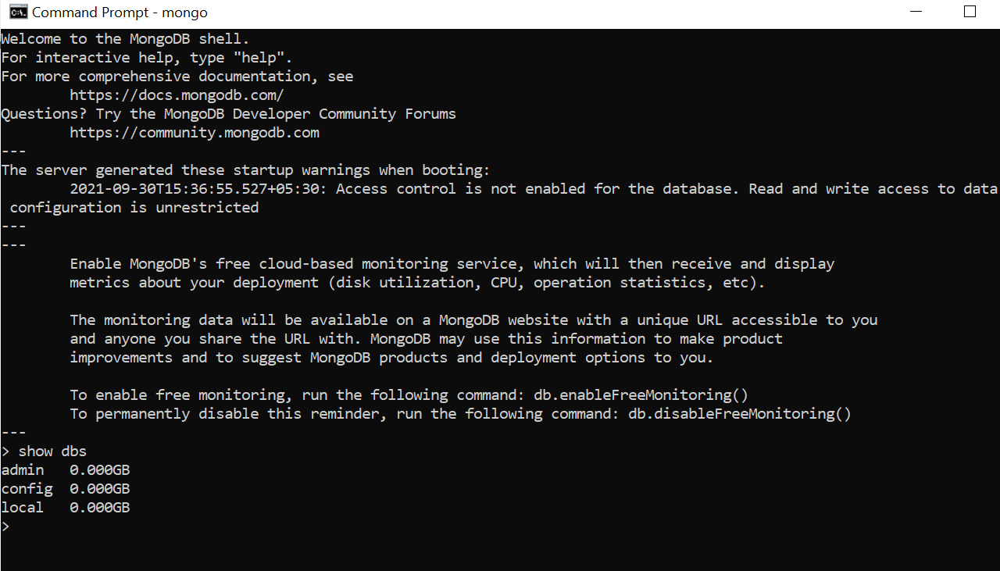 Command Prompt - mongo
Welcome to the MongoDB shell.
For interactive help, type "help".
For more comprehensive documentation, see
https://docs.mongodb.com/
Questions? Try the MongoDB Developer Community Forums
https://community.mongodb.com
---
The server generated these startup warnings when booting:
2021-09-30T15:36:55.527+05:30: Access control is not enabled for the database. Read and write access to data
configuration is unrestricted
---
---
Enable MongoDB's free cloud-based monitoring service, which will then receive and display
metrics about your deployment (disk utilization, CPU, operation statistics, etc).
The monitoring data will be available on a MongoDB website with a unique URL accessible to you
and anyone you share the URL with. MongoDB may use this information to make product
improvements and to suggest MongoDB products and deployment options to you.
To enable free monitoring, run the following command: db.enableFreeMonitoring()
To permanently disable this reminder, run the following command: db.disableFreeMonitoring()
---
> show dbs
admin   0.000GB
config  0.000GB
local   0.000GB
>